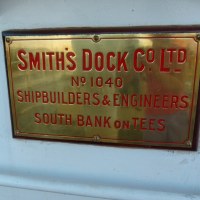 SMITH'S DOCK CO LTD
NO 1040
SHIPBUILDERS & ENGINEERS
SOUTH BANK ON TEES